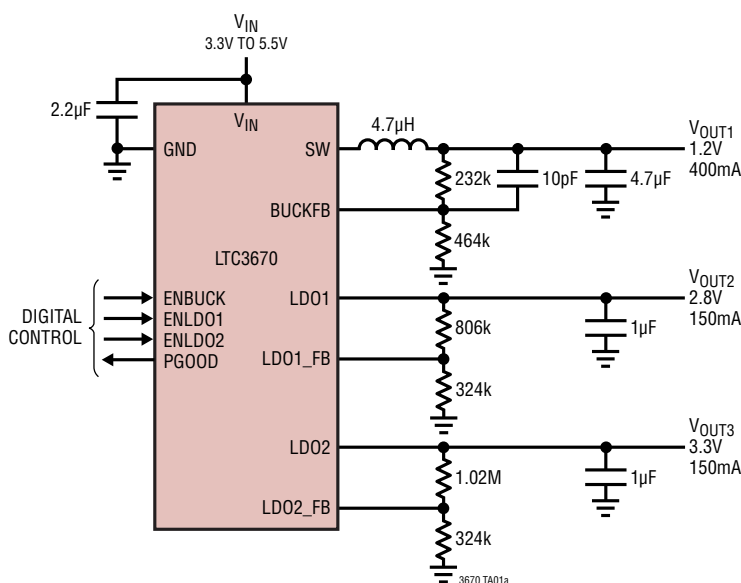 VIN
3.3V TO 5.5V
2.2µF
VIN
GND
SW
4.7µH
VOUT1
1.2V
400mA
232k
10pF
4.7µF
BUCKFB
464k
LTC3670
DIGITAL
CONTROL
ENBUCK
ENLDO1
ENLDO2
PGOOD
LDO1
VOUT2
2.8V
150mA
806k
1µF
LDO1_FB
324k
LDO2
VOUT3
3.3V
150mA
1.02M
1µF
LDO2_FB
324k
3670 TA01a